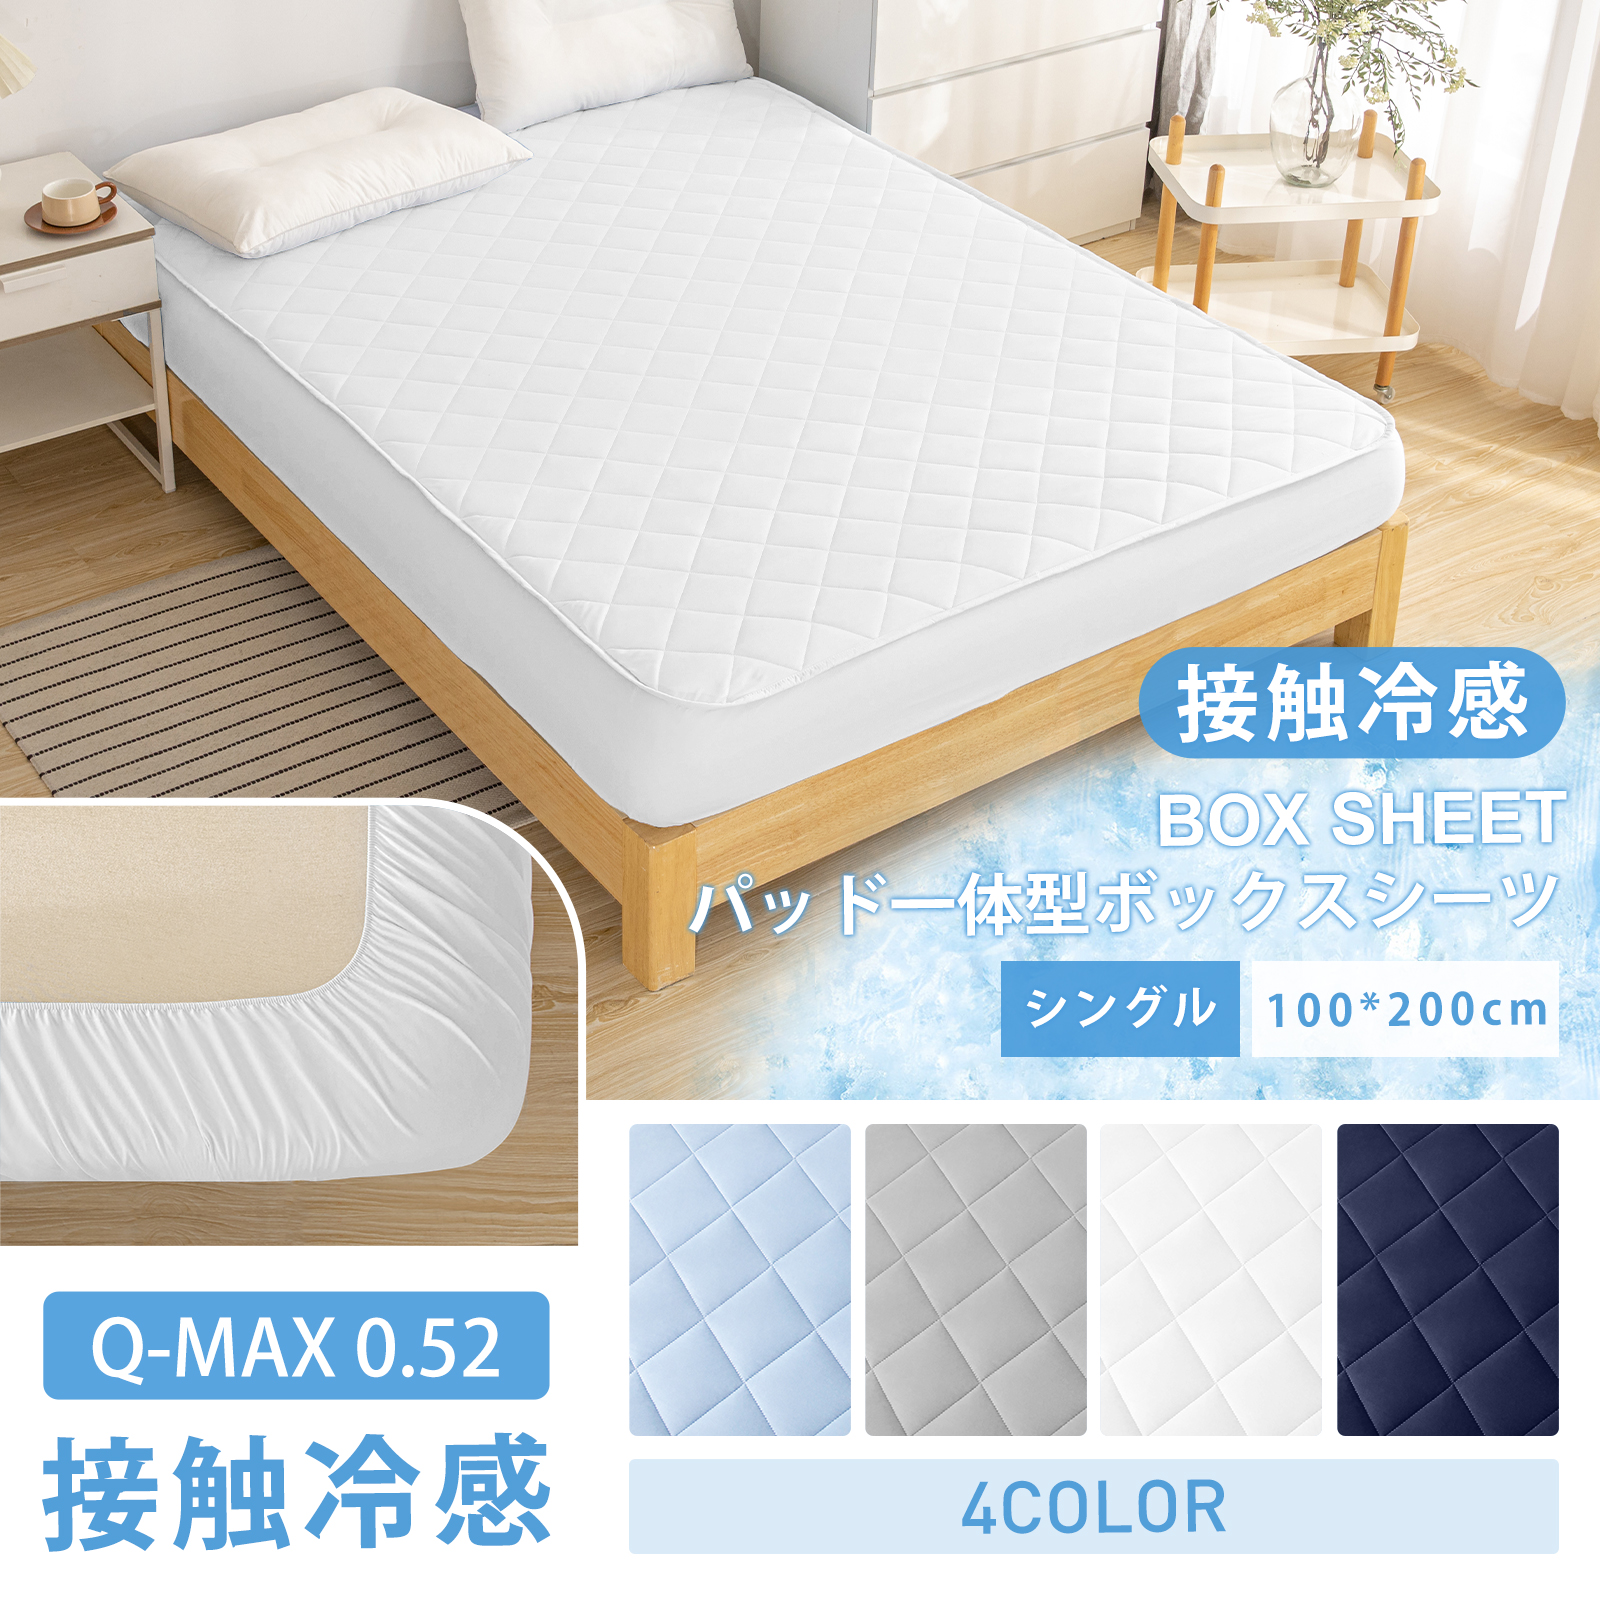 接触冷感
BOX SHEET
パッド一体型ボックスシーツ
シングル 100*200cm
Q-MAX 0.52
接触冷感
4COLOR